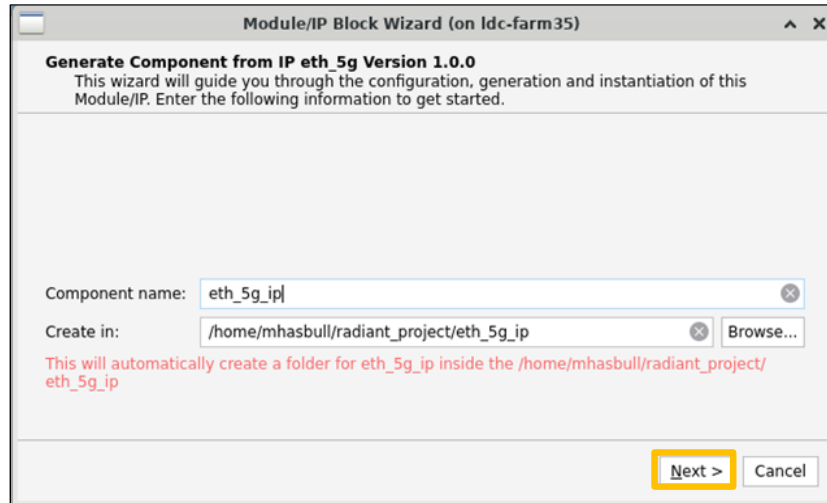 Module/IP Block Wizard (on ldc-farm35)
Generate Component from IP eth_5g Version 1.0.0
This wizard will guide you through the configuration, generation and instantiation of this
Module/IP. Enter the following information to get started.
Component name: eth_5g_ip
Create in: /home/mhasbull/radiant_project/eth_5g_ip Browse...
This will automatically create a folder for eth_5g_ip inside the /home/mhasbull/radiant_project/
eth_5g_ip
Next > Cancel